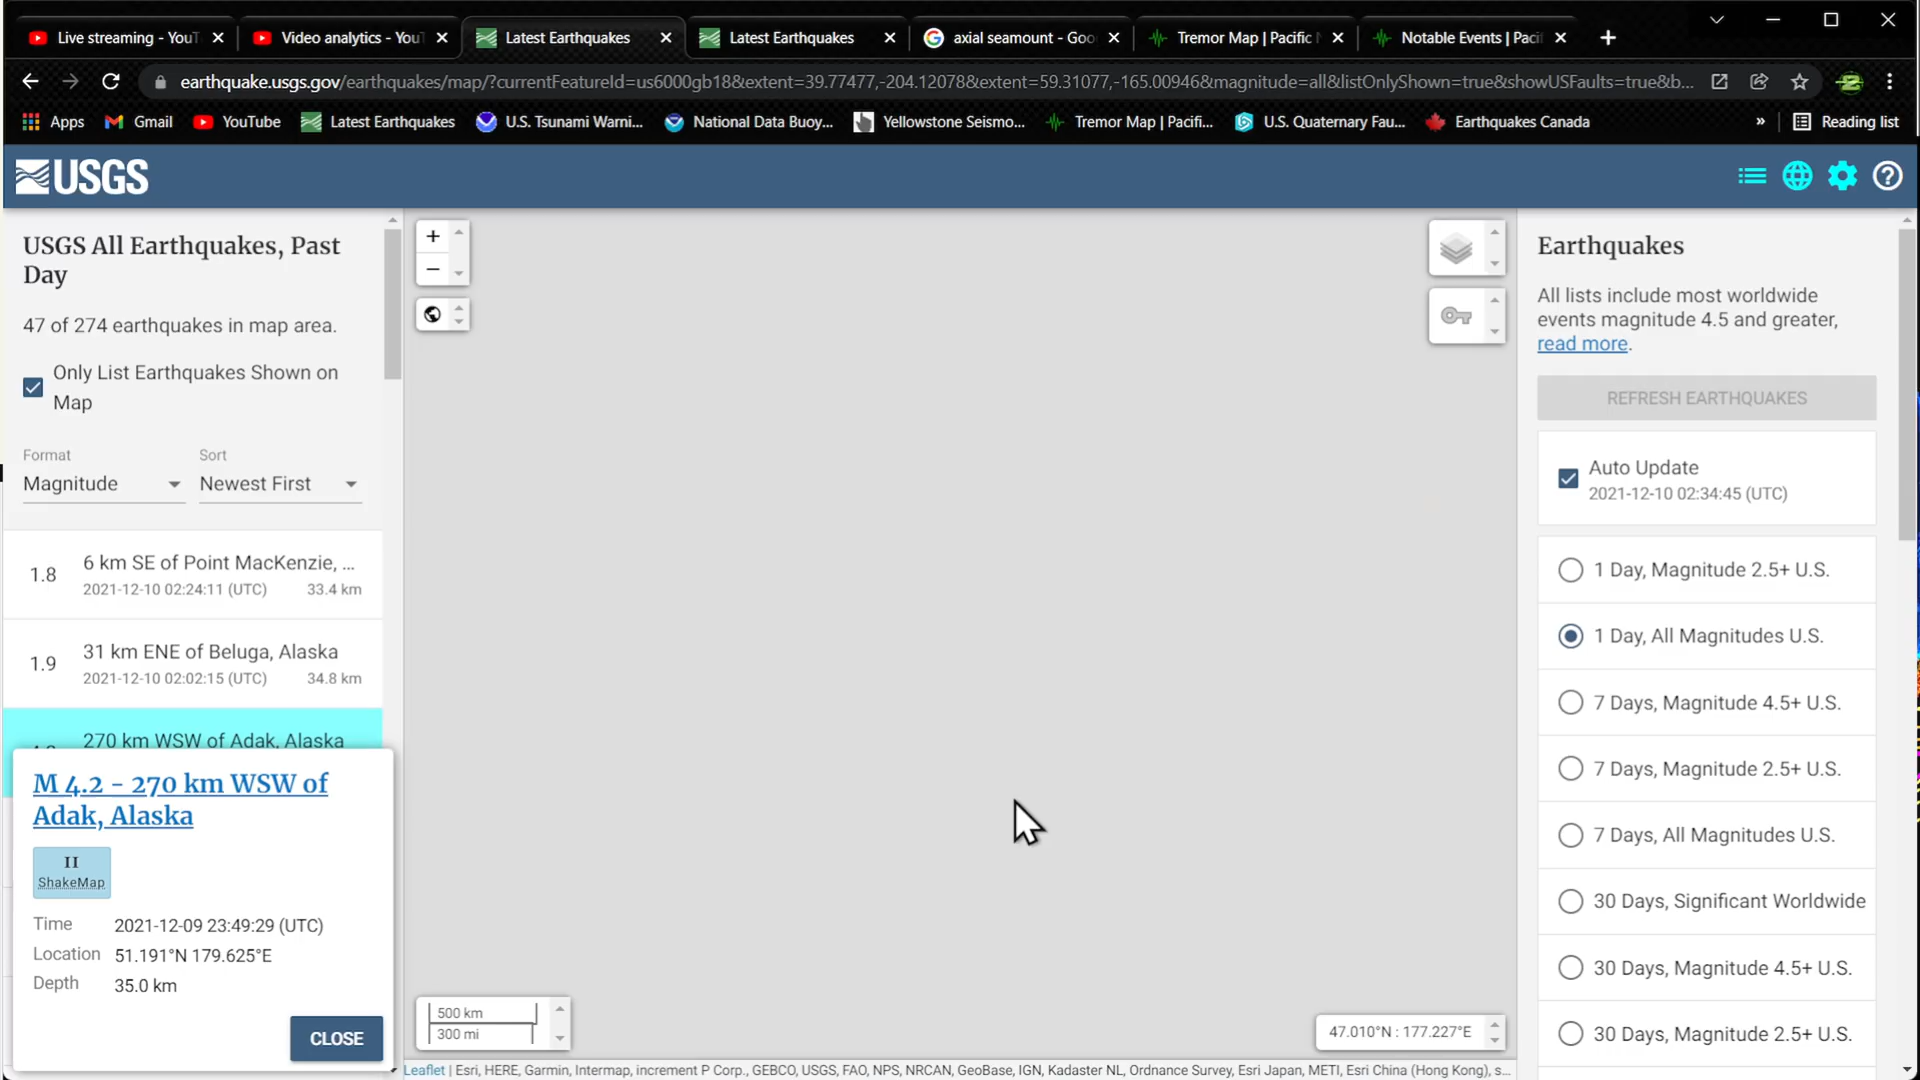 Live streaming - YouT
Video analytics - YouT
Latest Earthquakes
Latest Earthquakes
axial seamount - Goo
Tremor Map | Pacific
Notable Events | Paci
earthquake.usgs.gov/earthquakes/map/?currentFeatureId=us6000gb18&extent=39.77477,-204.12078&extent=59.31077,-165.00946&magnitude=all&listOnlyShown=true&showUSFaults=true&b...
Apps
Gmail
YouTube
Latest Earthquakes
U.S. Tsunami Warni...
National Data Buoy...
Yellowstone Seismo...
Tremor Map | Pacifi...
U.S. Quaternary Fau...
Earthquakes Canada
»
Reading list
USGS
USGS All Earthquakes, Past
Day
47 of 274 earthquakes in map area.
Only List Earthquakes Shown on
Map
Format
Sort
Magnitude
Newest First
1.8
6 km SE of Point MacKenzie, ...
2021-12-10 02:24:11 (UTC)
33.4 km
1.9
31 km ENE of Beluga, Alaska
2021-12-10 02:02:15 (UTC)
34.8 km
270 km WSW of Adak, Alaska
M 4.2 - 270 km WSW of
Adak, Alaska
II
ShakeMap
Time
2021-12-09 23:49:29 (UTC)
Location
51.191°N 179.625°E
Depth
35.0 km
CLOSE
+
−
500 km
300 mi
47.010°N : 177.227°E
Leaflet | Esri, HERE, Garmin, Intermap, increment P Corp., GEBCO, USGS, FAO, NPS, NRCAN, GeoBase, IGN, Kadaster NL, Ordnance Survey, Esri Japan, METI, Esri China (Hong Kong), s...
Earthquakes
All lists include most worldwide
events magnitude 4.5 and greater,
read more.
REFRESH EARTHQUAKES
Auto Update
2021-12-10 02:34:45 (UTC)
1 Day, Magnitude 2.5+ U.S.
1 Day, All Magnitudes U.S.
7 Days, Magnitude 4.5+ U.S.
7 Days, Magnitude 2.5+ U.S.
7 Days, All Magnitudes U.S.
30 Days, Significant Worldwide
30 Days, Magnitude 4.5+ U.S.
30 Days, Magnitude 2.5+ U.S.